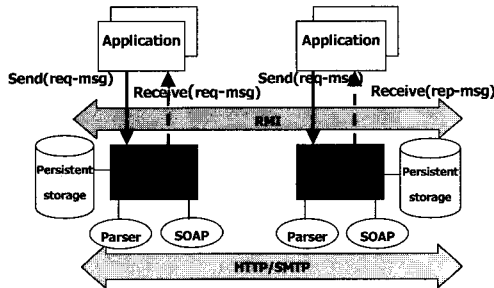 Application
Application
Send(req-msg)
Send(req-msg)
Receive(req-msg)
Receive(rep-msg)
RMI
Persistent
storage
Persistent
storage
Parser
SOAP
Parser
SOAP
HTTP/SMTP